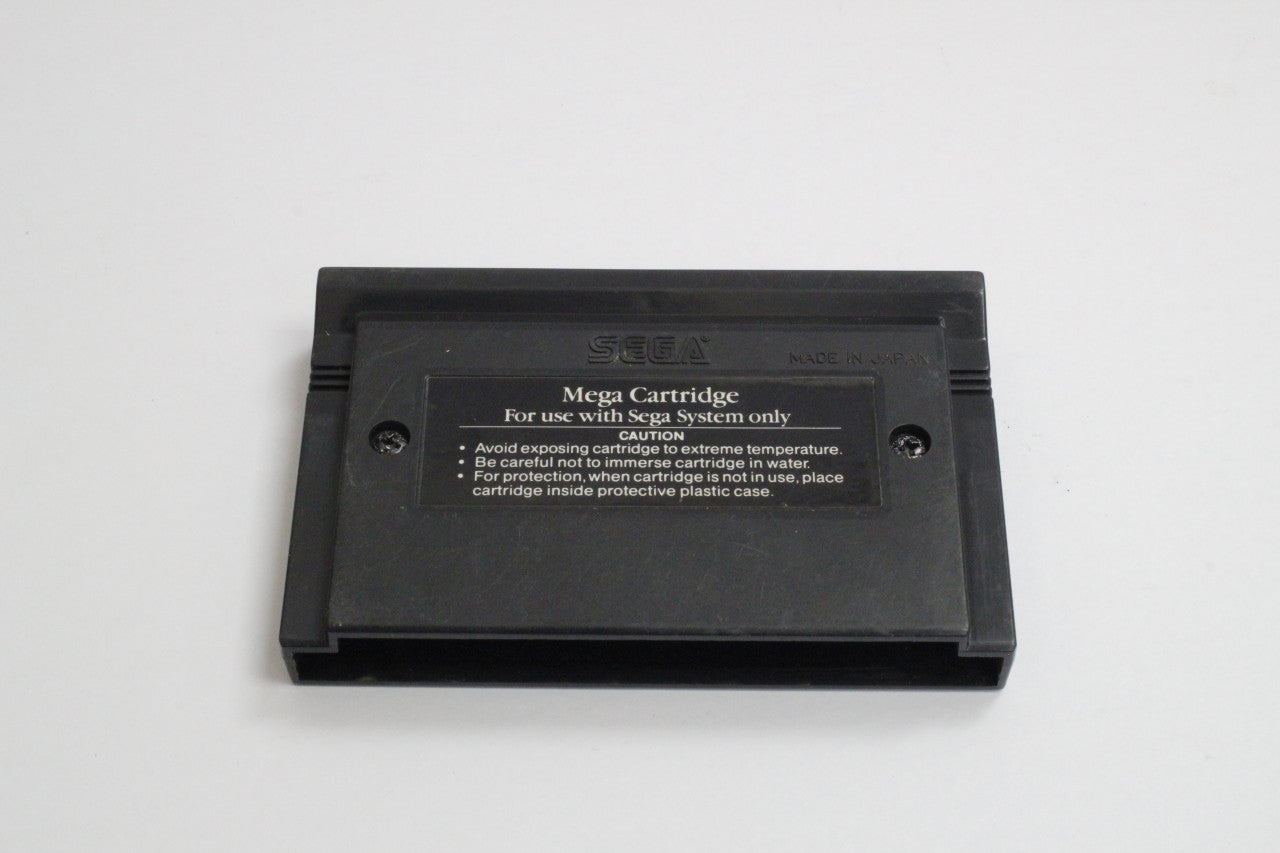 SEGA®
MADE IN JAPAN
Mega Cartridge
For use with Sega System only
CAUTION
• Avoid exposing cartridge to extreme temperature.
• Be careful not to immerse cartridge in water.
• For protection, when cartridge is not in use, place
cartridge inside protective plastic case.